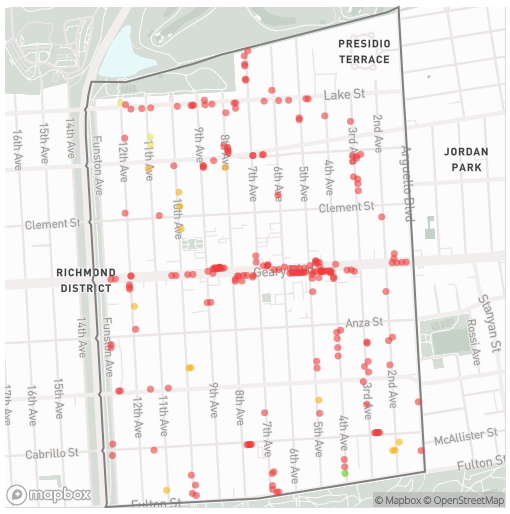 PRESIDIO
TERRACE
Lake St
16th Ave
15th Ave
14th Ave
Funston Ave
12th Ave
11th Ave
10th Ave
9th Ave
8th Ave
7th Ave
6th Ave
5th Ave
4th Ave
3rd Ave
2nd Ave
Arguello Blvd
JORDAN
PARK
Clement St
Clement St
RICHMOND
DISTRICT
Geary
Anza St
Stanyan St
Rossi Ave
17th Ave
16th Ave
15th Ave
14th Ave
Funston Ave
12th Ave
11th Ave
9th Ave
8th Ave
7th Ave
6th Ave
5th Ave
4th Ave
3rd Ave
2nd Ave
McAllister St
Cabrillo St
Fulton St
Fulton St
mapbox
© Mapbox © OpenStreetMap